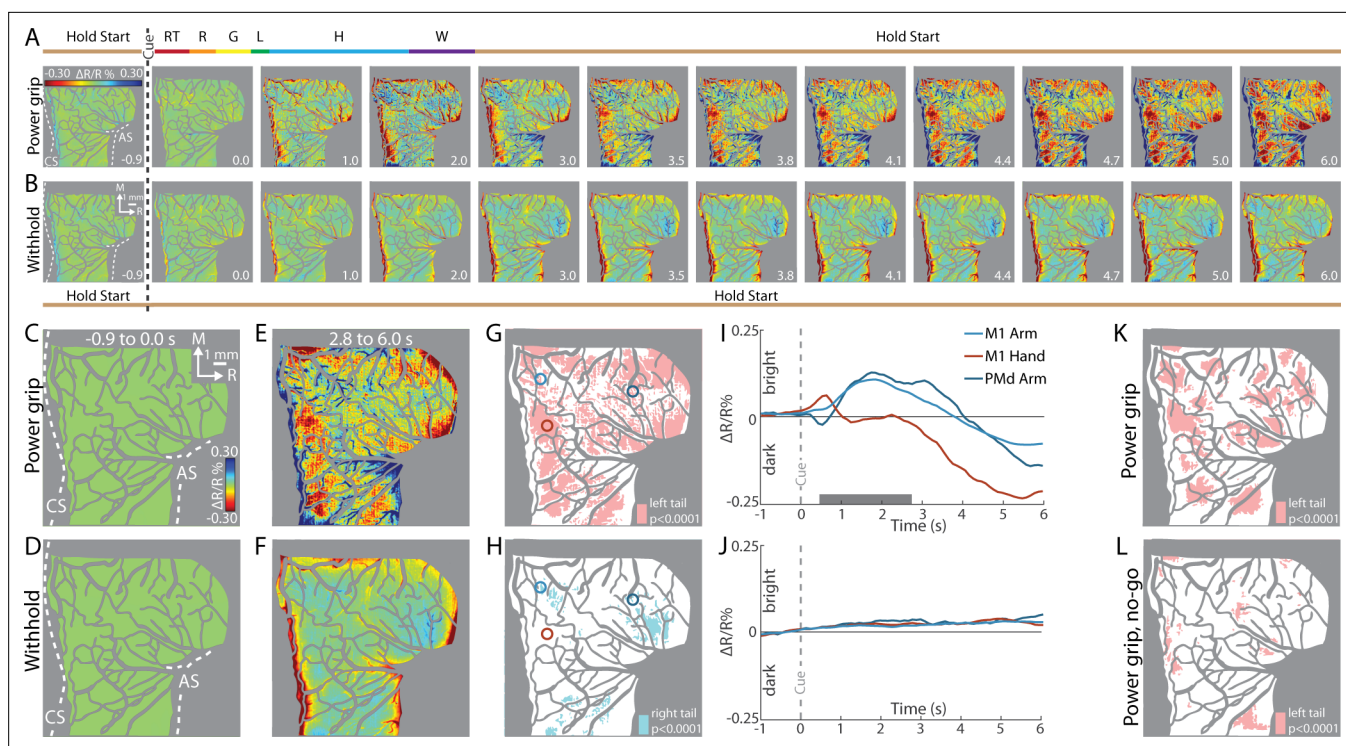 A Hold Start Cue RT R G L H W Hold Start
Power grip
-0.30 ΔR/R % 0.30
CS AS
-0.9 0.0 1.0 2.0 3.0 3.5 3.8 4.1 4.4 4.7 5.0 6.0
B
Withhold
M
1 mm
R
-0.9 0.0 1.0 2.0 3.0 3.5 3.8 4.1 4.4 4.7 5.0 6.0
Hold Start Hold Start
C
Power grip
-0.9 to 0.0 s
M
1 mm
R
CS
AS
0.30
ΔR/R %
-0.30
E
2.8 to 6.0 s
G
left tail
p<0.0001
I
0.25
bright
ΔR/R%
0
dark
-0.25
M1 Arm
M1 Hand
PMd Arm
Cue
-1 0 1 2 3 4 5 6
Time (s)
K
Power grip
left tail
p<0.0001
D
Withhold
CS
AS
F
H
right tail
p<0.0001
J
0.25
bright
ΔR/R%
0
dark
-0.25
Cue
Time (s)
-1 0 1 2 3 4 5 6
L
Power grip, no-go
left tail
p<0.0001